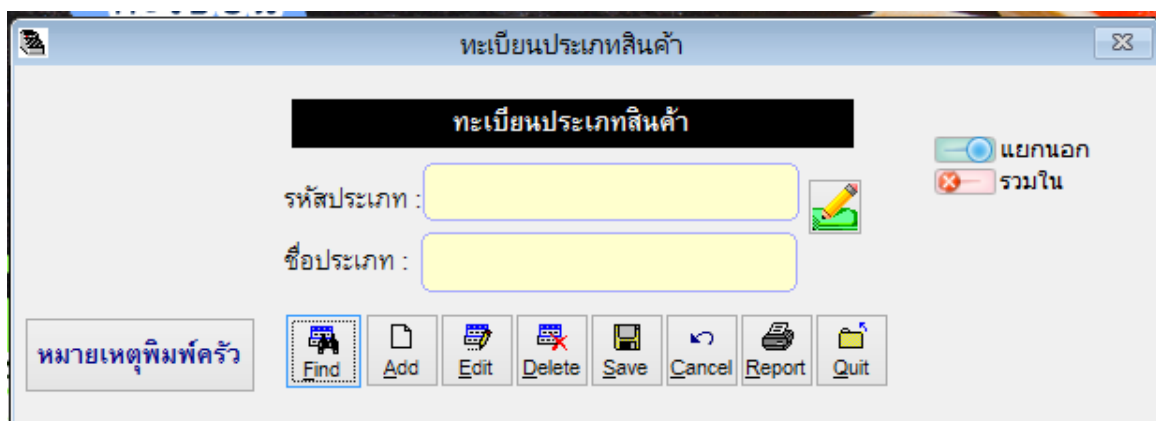 ทะเบียนประเภทสินค้า
ทะเบียนประเภทสินค้า
แยกนอก
รวมใน
รหัสประเภท :
ชื่อประเภท :
หมายเหตุพิมพ์ครัว
Find Add Edit Delete Save Cancel Report Quit